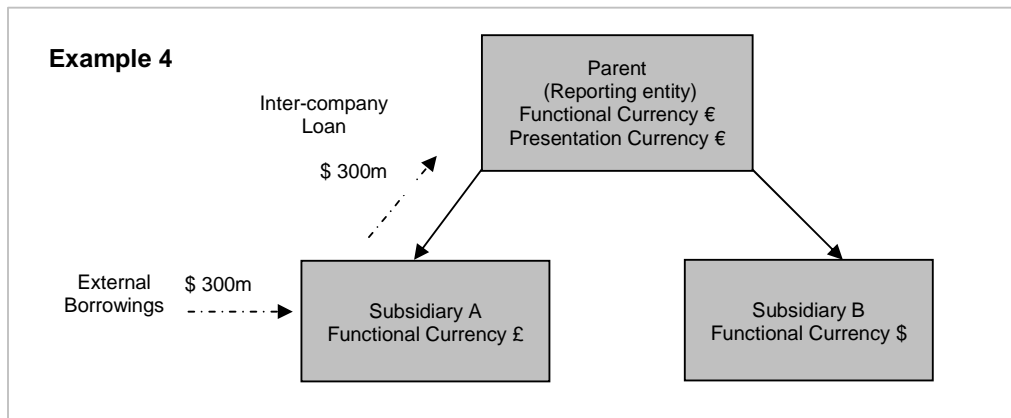 Example 4
Parent
(Reporting entity)
Functional Currency €
Presentation Currency €
Inter-company
Loan
$ 300m
External
Borrowings
$ 300m
Subsidiary A
Functional Currency £
Subsidiary B
Functional Currency $